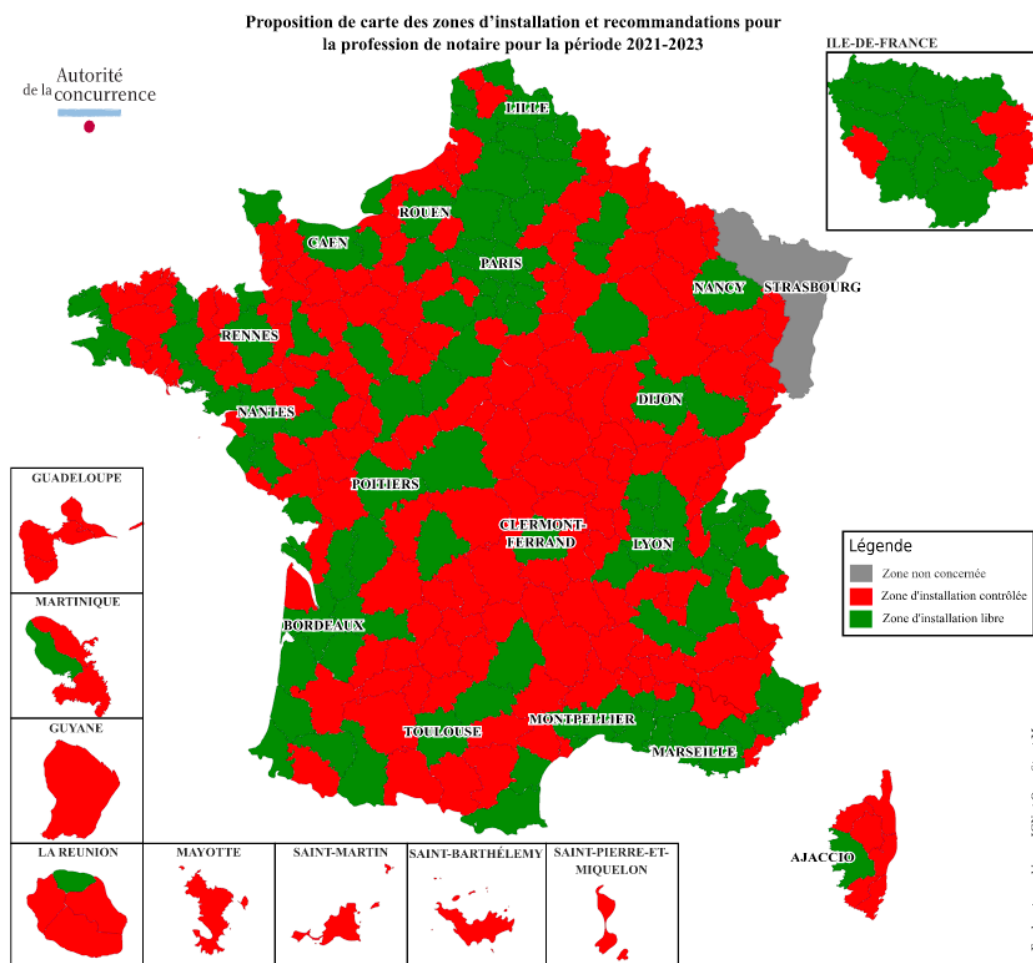 Proposition de carte des zones d'installation et recommandations pour
la profession de notaire pour la période 2021-2023
Autorité
de la concurrence
ILE-DE-FRANCE
LILLE
ROUEN
CAEN
PARIS
NANCY
STRASBOURG
RENNES
NANTES
DIJON
POITIERS
CLERMONT-
FERRAND
LYON
BORDEAUX
TOULOUSE
MONTPELLIER
MARSEILLE
AJACCIO
Légende
Zone non concernée
Zone d'installation contrôlée
Zone d'installation libre
GUADELOUPE
MARTINIQUE
GUYANE
LA REUNION
MAYOTTE
SAINT-MARTIN
SAINT-BARTHÉLEMY
SAINT-PIERRE-ET-
MIQUELON